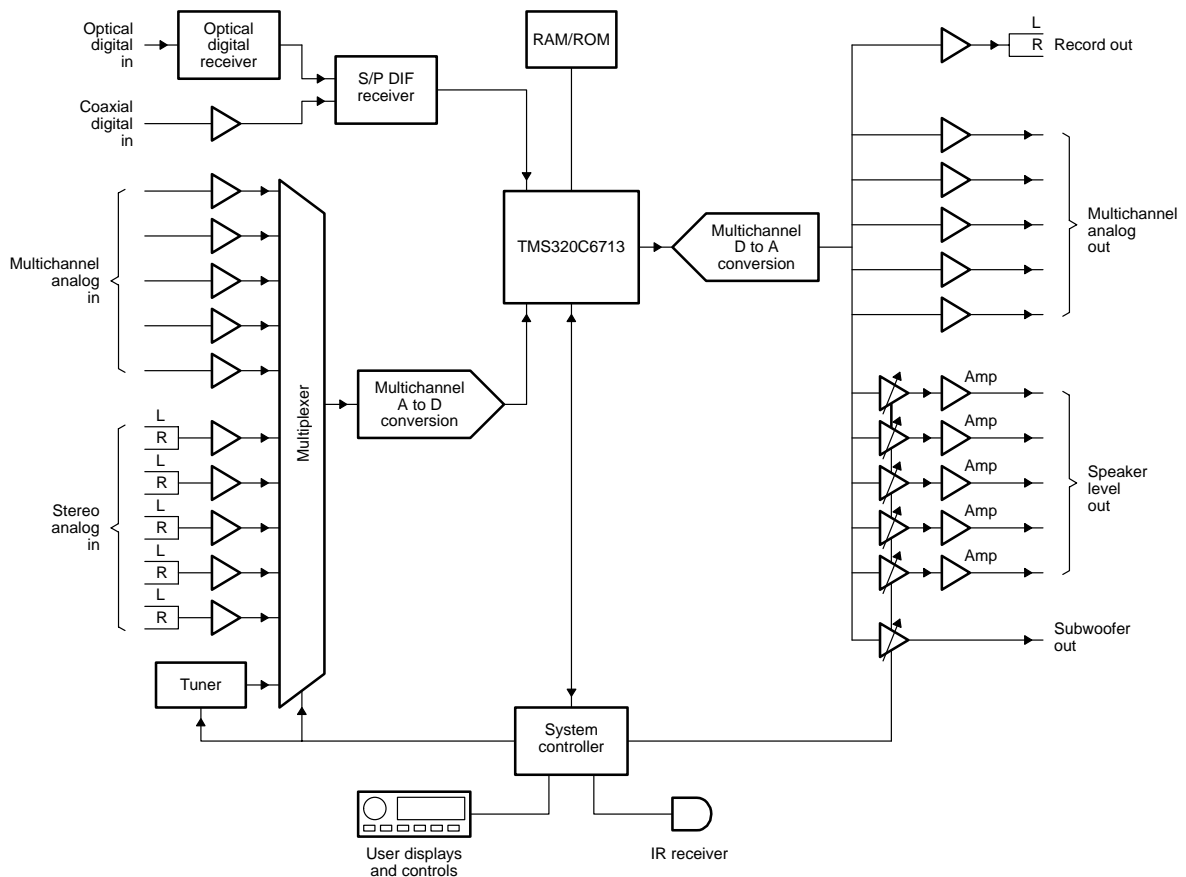 Optical
digital
in
Optical
digital
receiver
Coaxial
digital
in
S/P DIF
receiver
RAM/ROM
L
R
Record out
Multichannel
analog
in
TMS320C6713
Multichannel
D to A
conversion
Multichannel
analog
out
Multiplexer
Multichannel
A to D
conversion
Stereo
analog
in
L
R
L
R
L
R
L
R
L
R
Amp
Amp
Amp
Amp
Amp
Speaker
level
out
Subwoofer
out
Tuner
System
controller
User displays
and controls
IR receiver